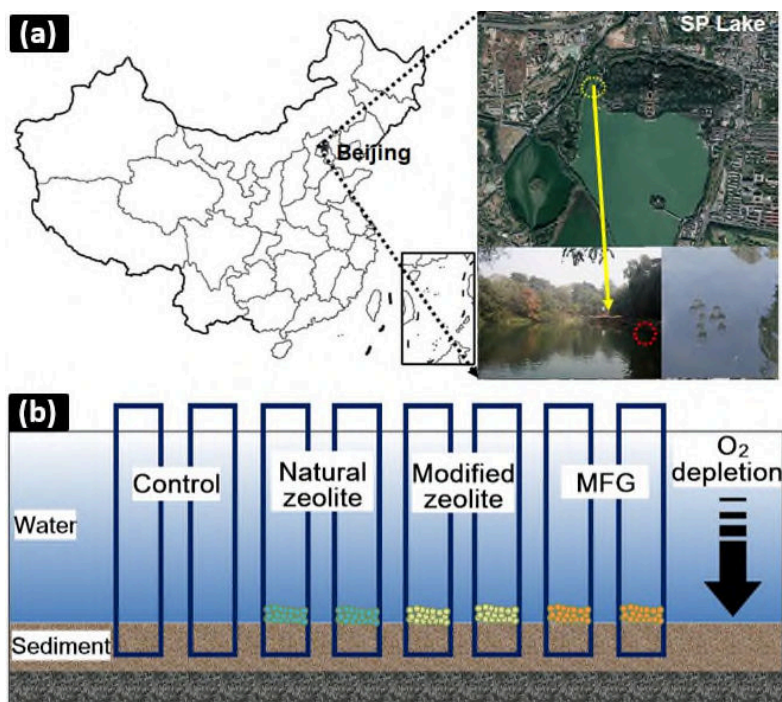 (a)
SP Lake
Beijing
(b)
Control
Natural
zeolite
Modified
zeolite
MFG
O₂
depletion
Water
Sediment